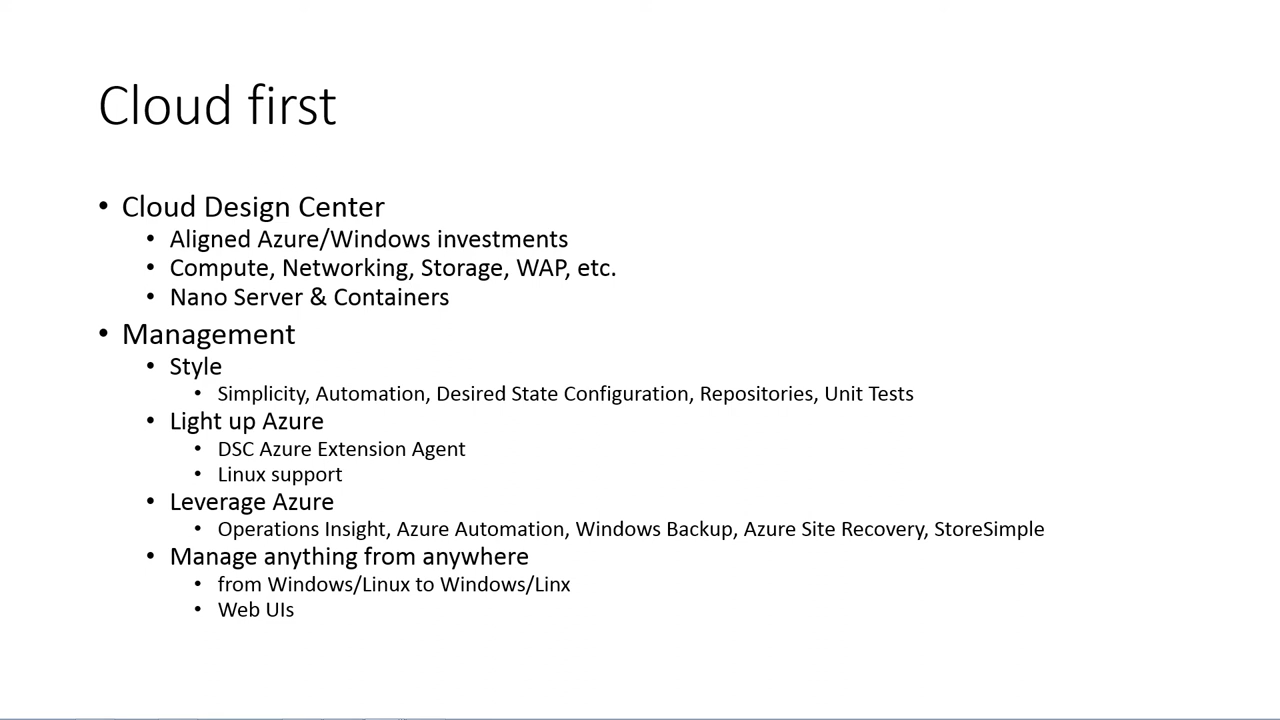 Cloud first
• Cloud Design Center
• Aligned Azure/Windows investments
• Compute, Networking, Storage, WAP, etc.
• Nano Server & Containers
• Management
• Style
• Simplicity, Automation, Desired State Configuration, Repositories, Unit Tests
• Light up Azure
• DSC Azure Extension Agent
• Linux support
• Leverage Azure
• Operations Insight, Azure Automation, Windows Backup, Azure Site Recovery, StoreSimple
• Manage anything from anywhere
• from Windows/Linux to Windows/Linx
• Web UIs